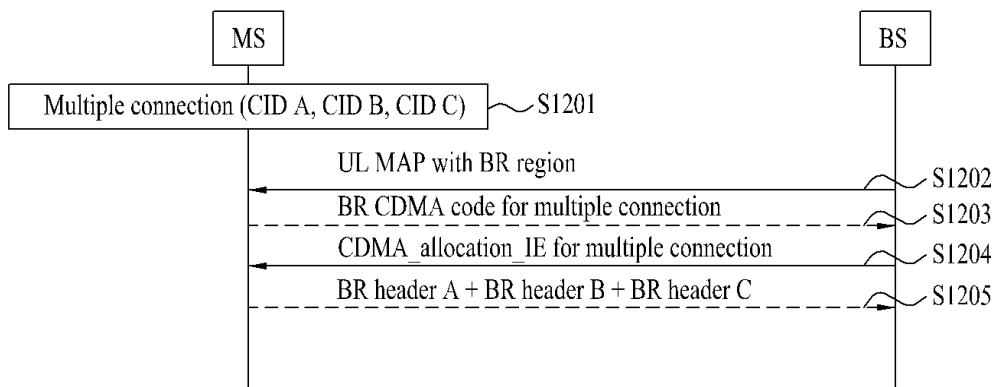 MS
BS
Multiple connection (CID A, CID B, CID C)
S1201
UL MAP with BR region
S1202
BR CDMA code for multiple connection
S1203
CDMA_allocation_IE for multiple connection
S1204
BR header A + BR header B + BR header C
S1205